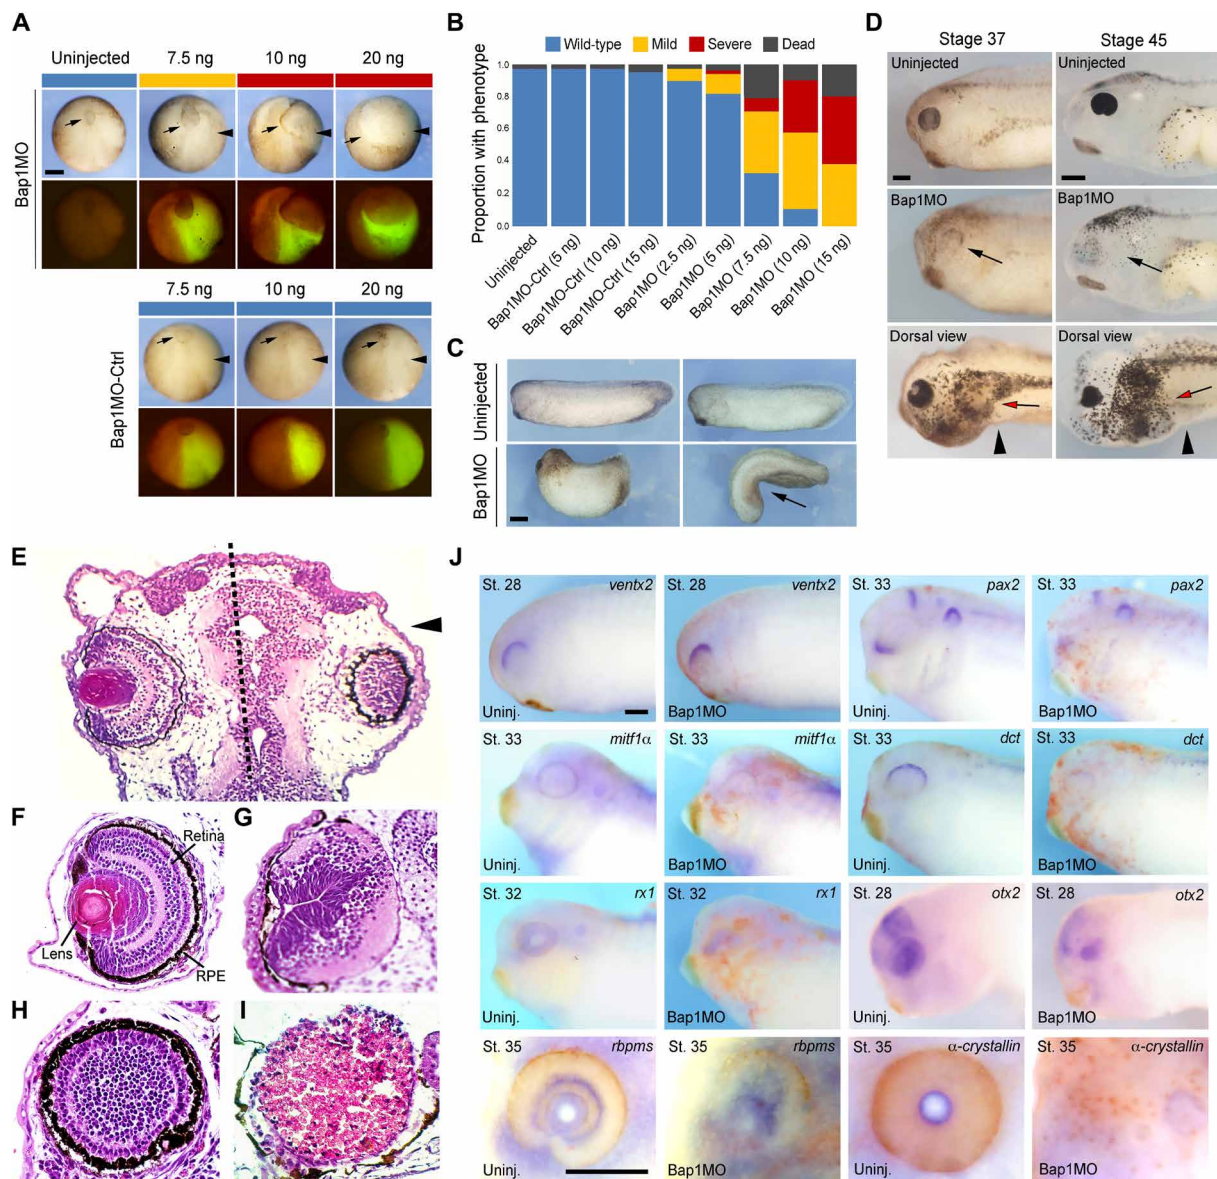 A
Uninjected 7.5 ng 10 ng 20 ng
Bap1MO
7.5 ng 10 ng 20 ng
Bap1MO-Ctrl
B
Wild-type Mild Severe Dead
Proportion with phenotype
1.0
0.8
0.6
0.4
0.2
0.0
Uninjected
Bap1MO-Ctrl (5 ng)
Bap1MO-Ctrl (10 ng)
Bap1MO-Ctrl (15 ng)
Bap1MO (2.5 ng)
Bap1MO (5 ng)
Bap1MO (7.5 ng)
Bap1MO (10 ng)
Bap1MO (15 ng)
C
Uninjected
Bap1MO
D
Stage 37 Stage 45
Uninjected Uninjected
Bap1MO Bap1MO
Dorsal view Dorsal view
E
F
Retina
Lens
RPE
G
H
I
J
St. 28 ventx2 St. 28 ventx2 St. 33 pax2 St. 33 pax2
Uninj. Bap1MO Uninj. Bap1MO
St. 33 mitf1α St. 33 mitf1α St. 33 dct St. 33 dct
Uninj. Bap1MO Uninj. Bap1MO
St. 32 rx1 St. 32 rx1 St. 28 otx2 St. 28 otx2
Uninj. Bap1MO Uninj. Bap1MO
St. 35 rbpms St. 35 rbpms St. 35 α-crystallin St. 35 α-crystallin
Uninj. Bap1MO Uninj. Bap1MO